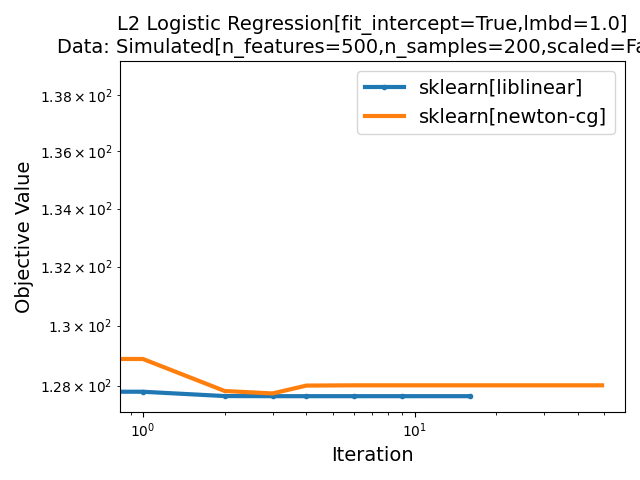 L2 Logistic Regression[fit_intercept=True,lmbd=1.0]
Data: Simulated[n_features=500,n_samples=200,scaled=Fa
sklearn[liblinear]
sklearn[newton-cg]
Objective Value
1.38 × 10²
1.36 × 10²
1.34 × 10²
1.32 × 10²
1.3 × 10²
1.28 × 10²
10⁰
10¹
Iteration